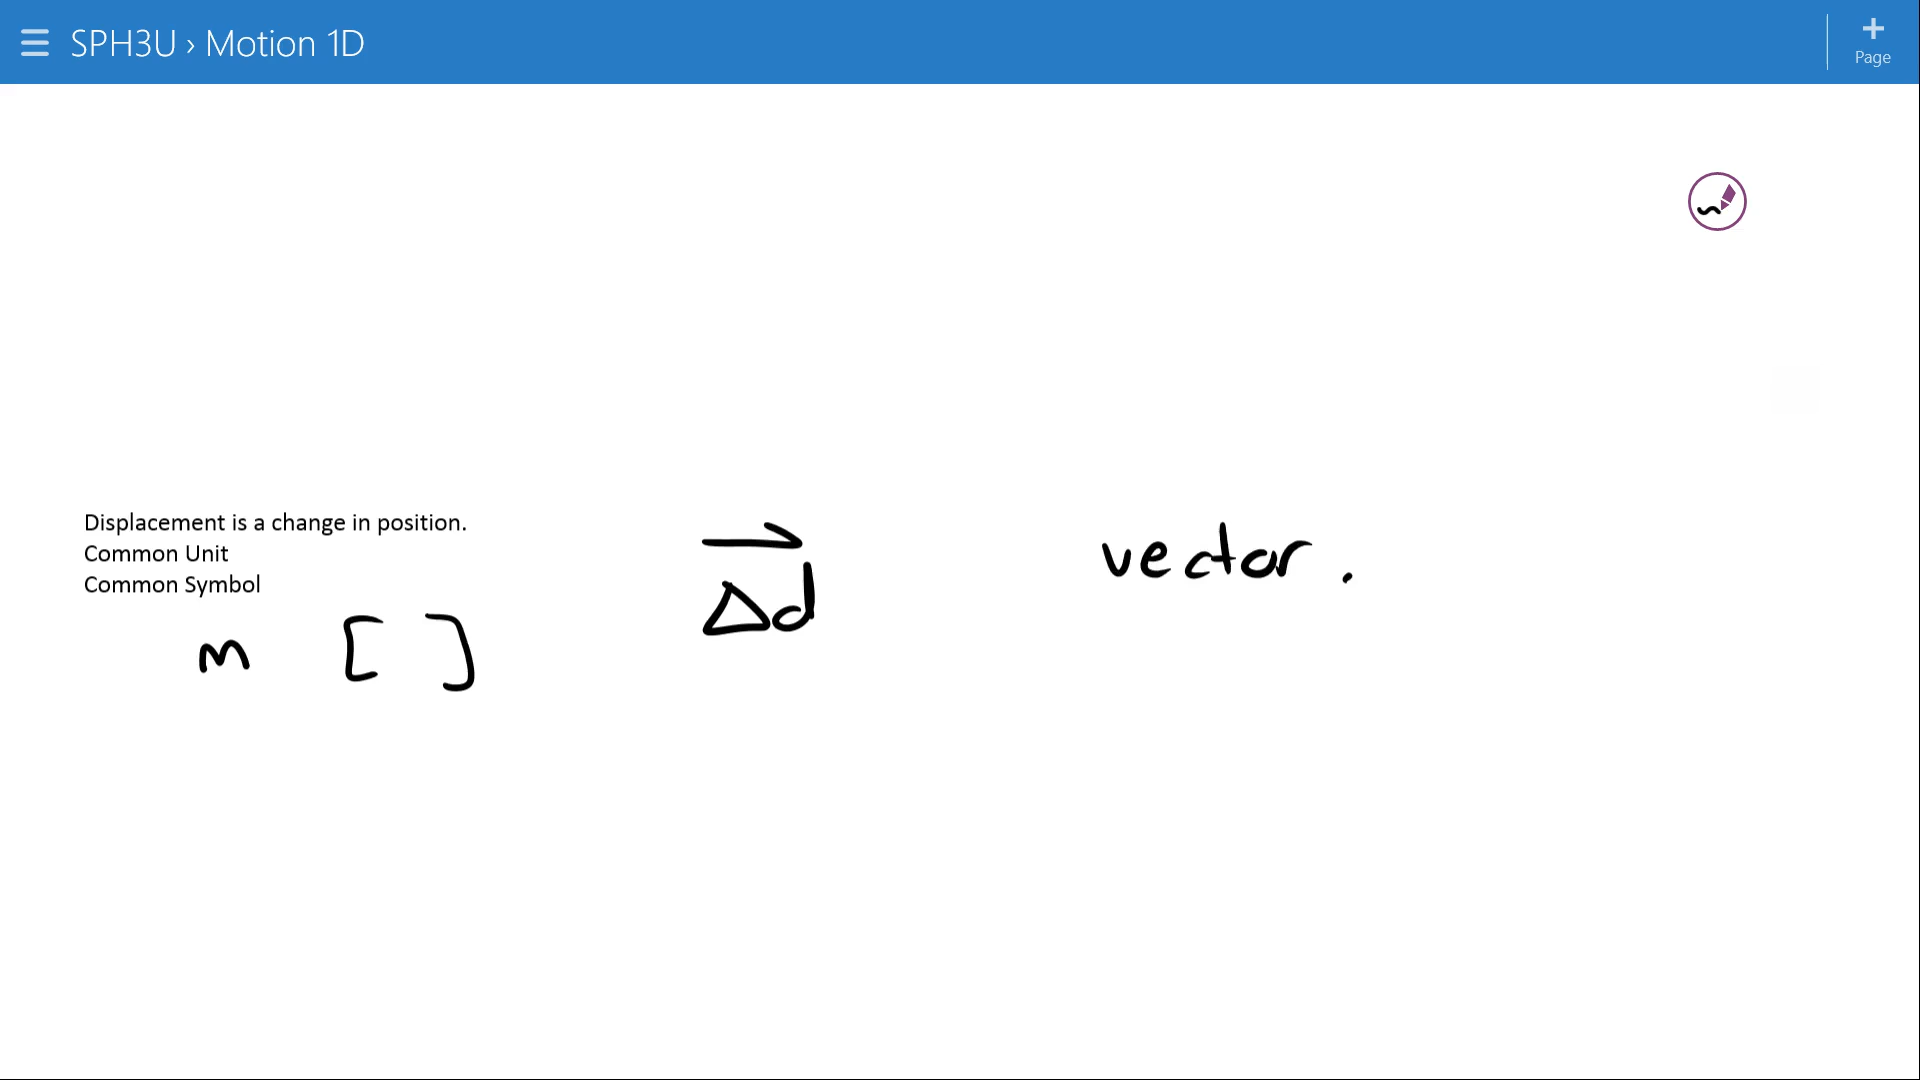 SPH3U › Motion 1D
+
Page
Displacement is a change in position.
Common Unit
Common Symbol
m [ ]
→
Δd
vector.